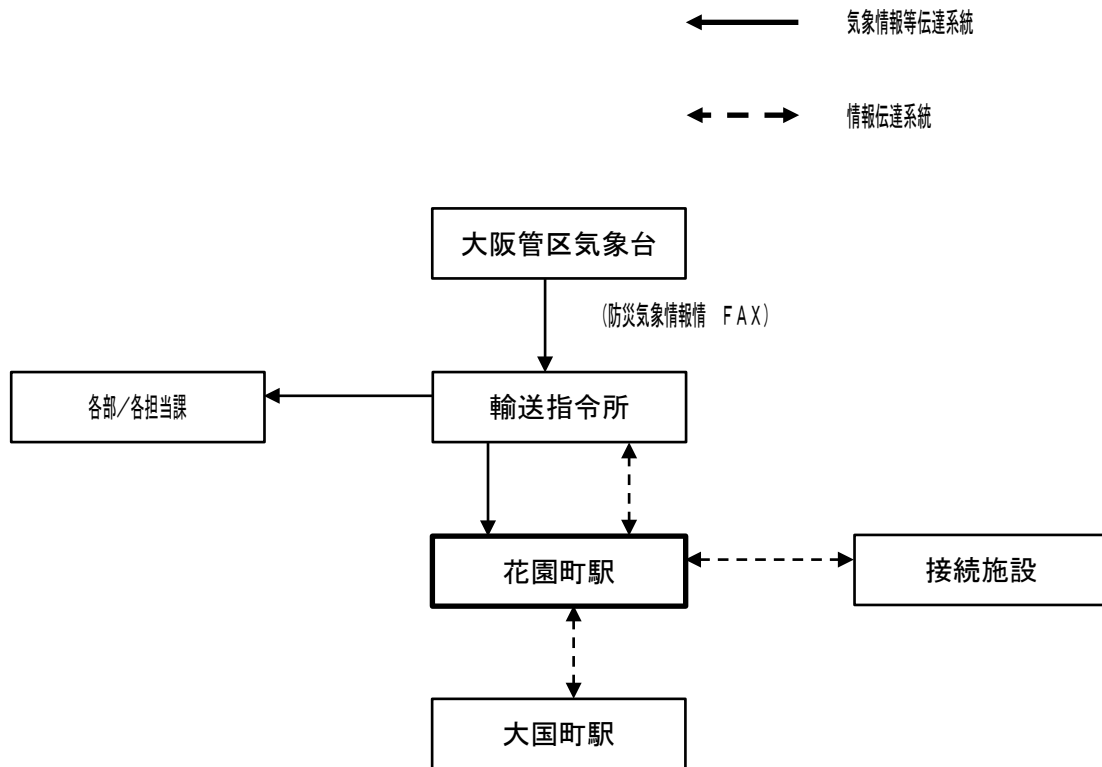 気象情報等伝達系統
情報伝達系統
大阪管区気象台
(防災気象情報情　ＦＡＸ)
各部／各担当課
輸送指令所
花園町駅
接続施設
大国町駅